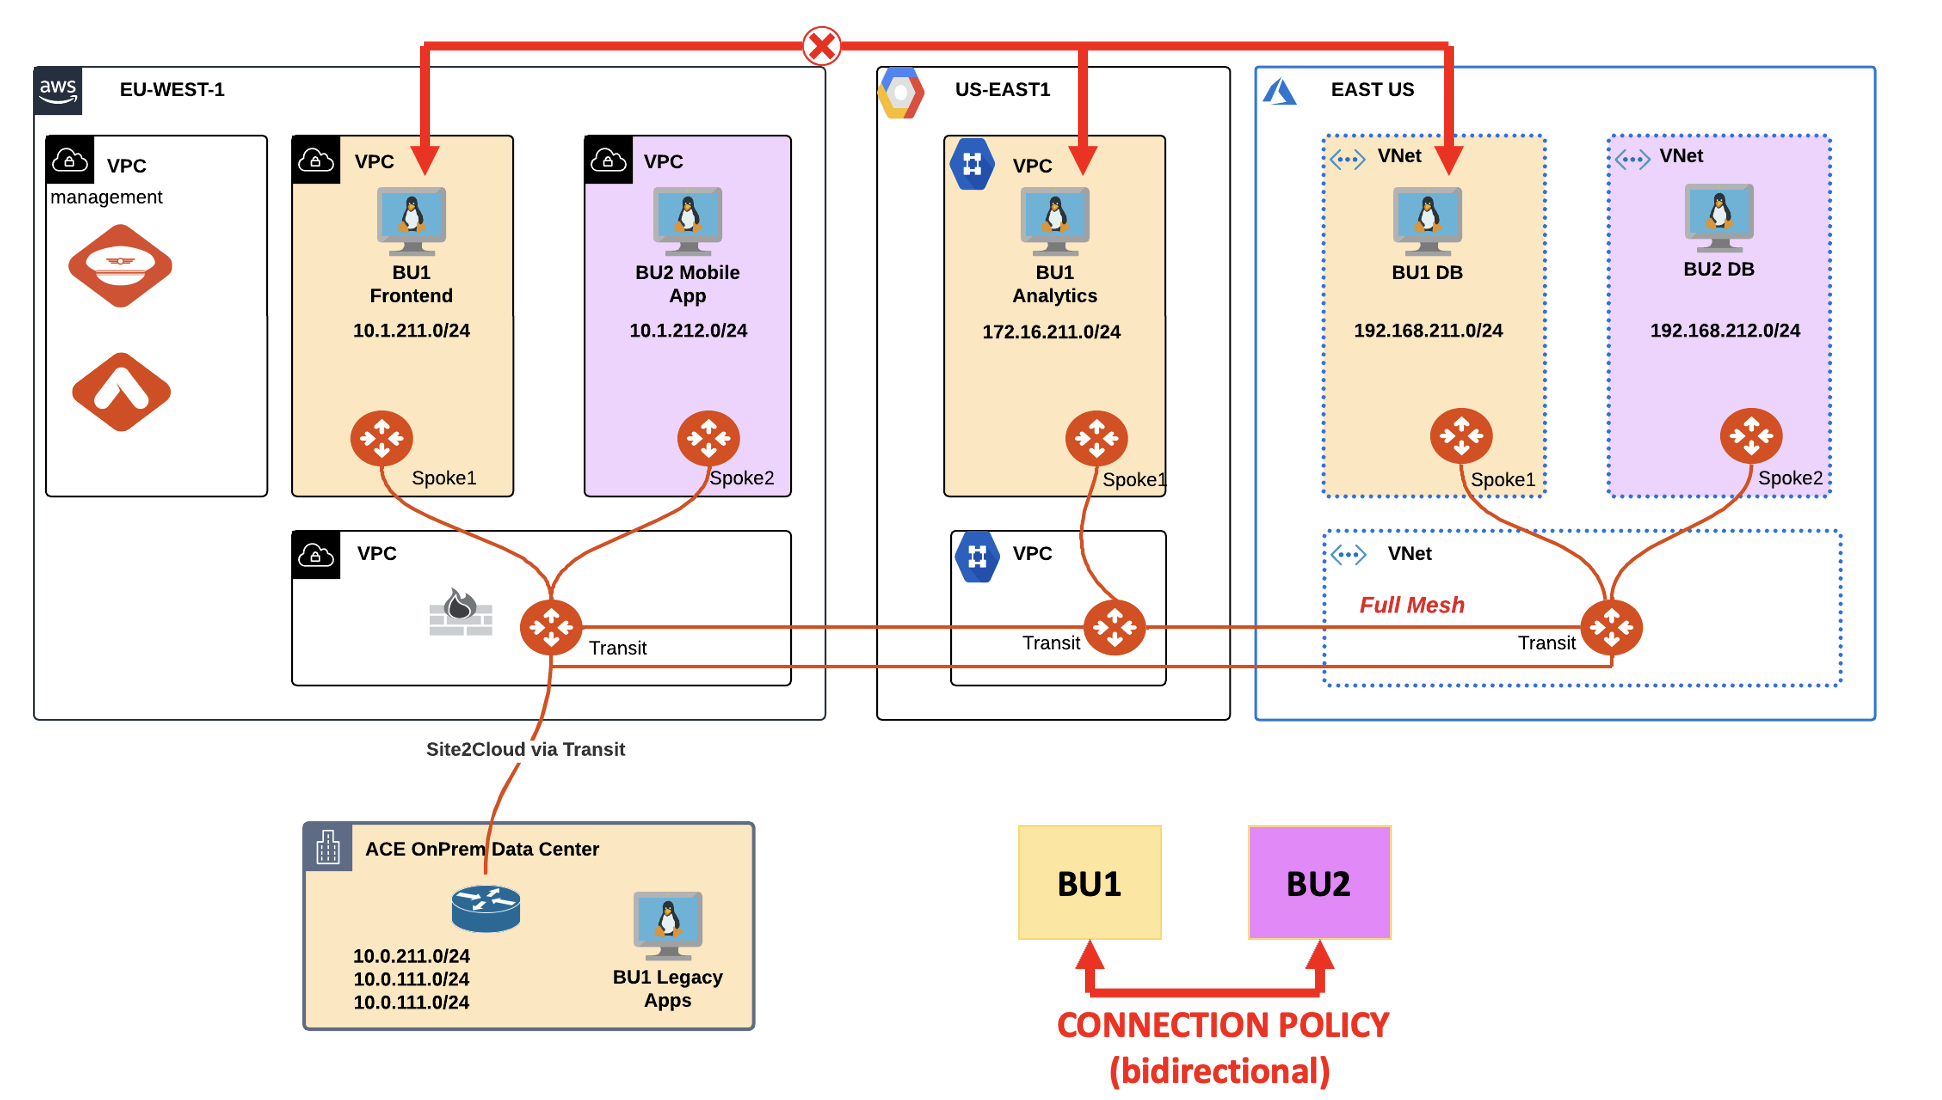 aws
EU-WEST-1
US-EAST1
EAST US
VPC
management
VPC
BU1
Frontend
10.1.211.0/24
Spoke1
VPC
BU2 Mobile
App
10.1.212.0/24
Spoke2
VPC
BU1
Analytics
172.16.211.0/24
Spoke1
VNet
BU1 DB
192.168.211.0/24
Spoke1
VNet
BU2 DB
192.168.212.0/24
Spoke2
VPC
Transit
VPC
Transit
VNet
Full Mesh
Transit
Site2Cloud via Transit
ACE OnPrem Data Center
10.0.211.0/24
10.0.111.0/24
10.0.111.0/24
BU1 Legacy
Apps
BU1
BU2
CONNECTION POLICY
(bidirectional)